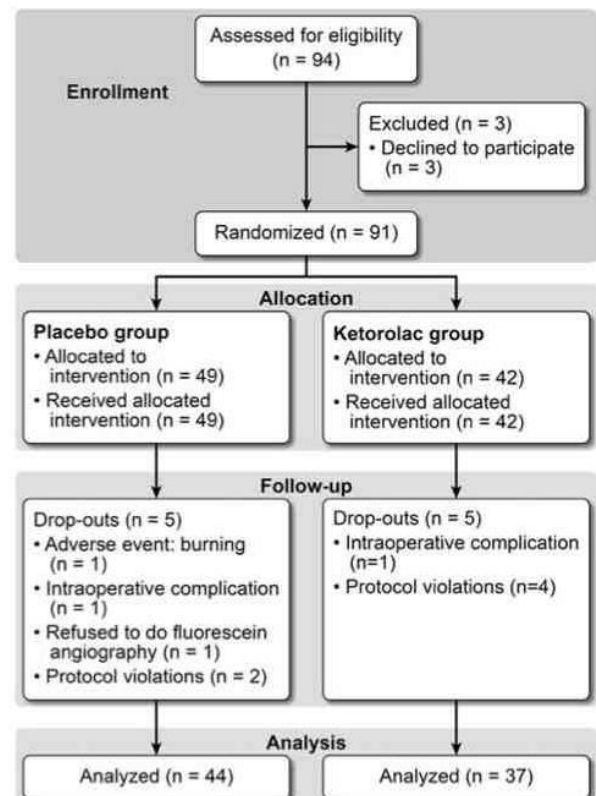 Assessed for eligibility
(n = 94)
Enrollment
Excluded (n = 3)
• Declined to participate
(n = 3)
Randomized (n = 91)
Allocation
Placebo group
• Allocated to
intervention (n = 49)
• Received allocated
intervention (n = 49)
Ketorolac group
• Allocated to
intervention (n = 42)
• Received allocated
intervention (n = 42)
Follow-up
Drop-outs (n = 5)
• Adverse event: burning
(n = 1)
• Intraoperative complication
(n = 1)
• Refused to do fluorescein
angiography (n = 1)
• Protocol violations (n = 2)
Drop-outs (n = 5)
• Intraoperative complication
(n=1)
• Protocol violations (n=4)
Analysis
Analyzed (n = 44)
Analyzed (n = 37)